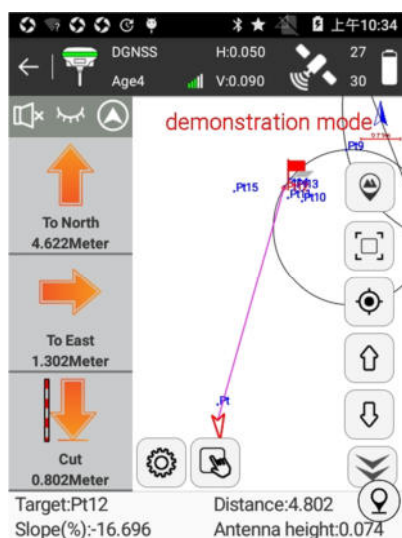 上午10:34
DGNSS H:0.050 27
Age4 V:0.090 30
demonstration mode
Pt9
Pt15
Pt10
To North
4.622Meter
To East
1.302Meter
Pt
Cut
0.802Meter
Target:Pt12 Distance:4.802
Slope(%):-16.696 Antenna height:0.074